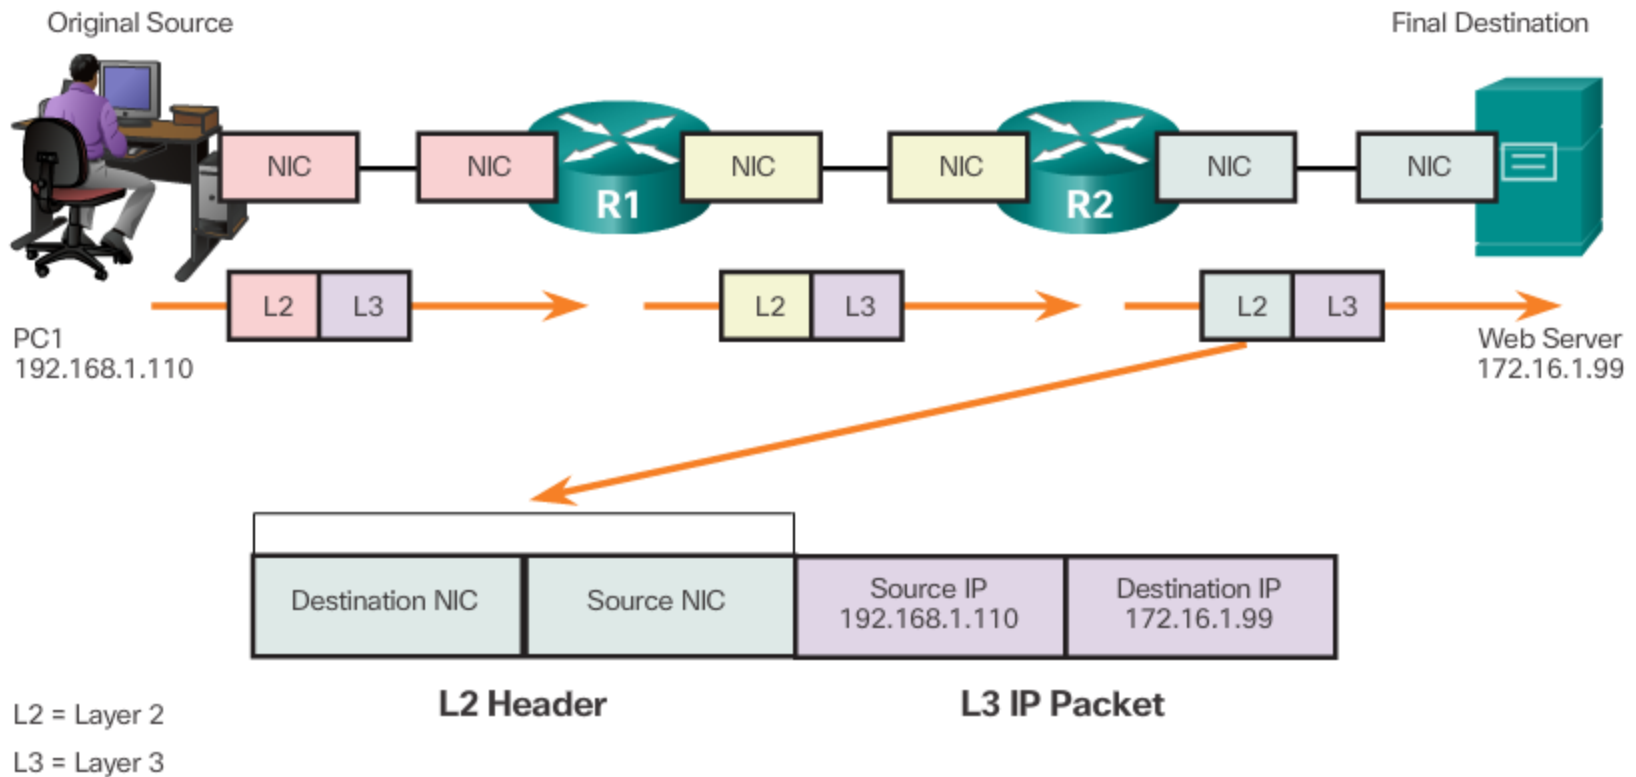 Original Source
Final Destination
NIC
NIC
R1
NIC
NIC
R2
NIC
NIC
L2
L3
L2
L3
L2
L3
PC1
192.168.1.110
Web Server
172.16.1.99
Destination NIC
Source NIC
Source IP
192.168.1.110
Destination IP
172.16.1.99
L2 Header
L3 IP Packet
L2 = Layer 2
L3 = Layer 3